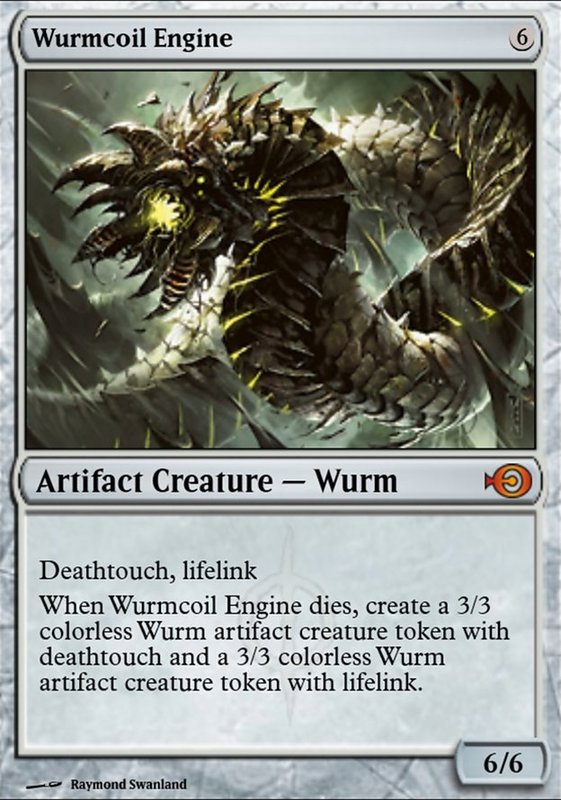 Wurmcoil Engine 6
Artifact Creature — Wurm
Deathtouch, lifelink
When Wurmcoil Engine dies, create a 3/3
colorless Wurm artifact creature token with
deathtouch and a 3/3 colorless Wurm
artifact creature token with lifelink.
6/6
Raymond Swanland